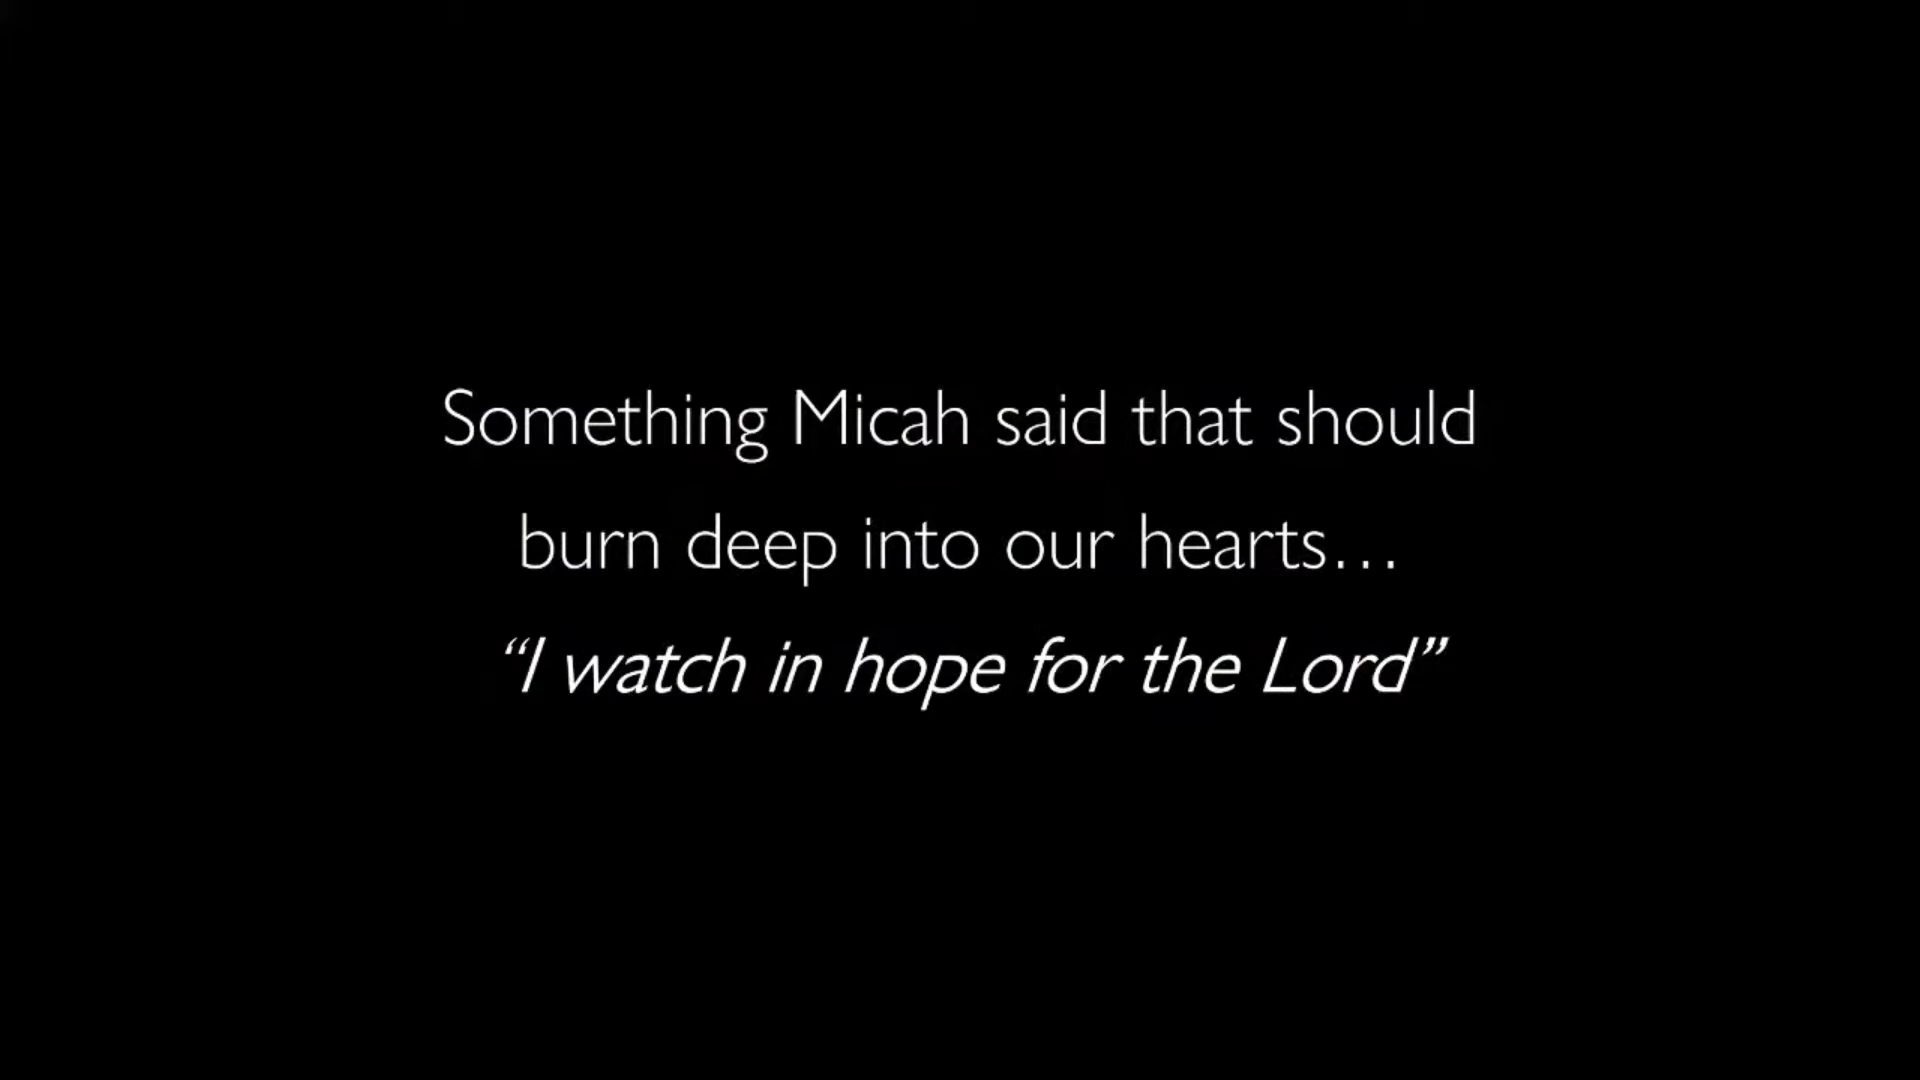 Something Micah said that should
burn deep into our hearts…
“I watch in hope for the Lord”